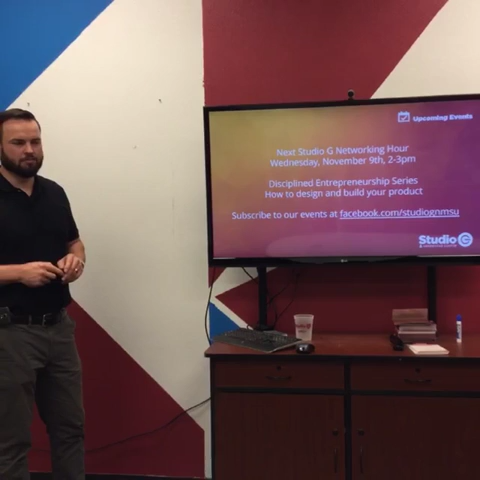 Upcoming Events
Next Studio G Networking Hour
Wednesday, November 9th, 2-3pm
Disciplined Entrepreneurship Series
How to design and build your product
Subscribe to our events at facebook.com/studiognmsu
Studio G